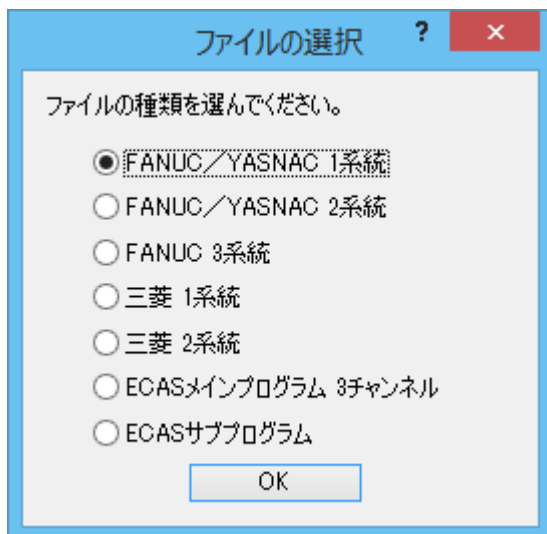 ファイルの選択
?
×
ファイルの種類を選んでください。
FANUC／YASNAC 1系統
FANUC／YASNAC 2系統
FANUC 3系統
三菱 1系統
三菱 2系統
ECASメインプログラム 3チャンネル
ECASサブプログラム
OK